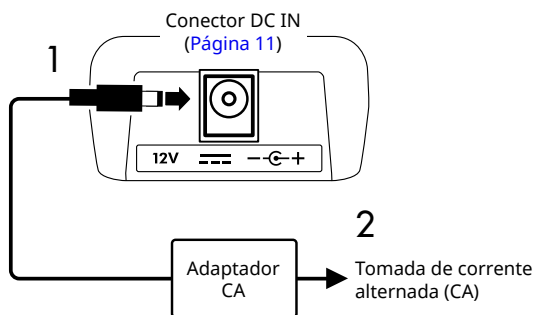 Conector DC IN
(Página 11)
1
12V - +
2
Adaptador
CA
Tomada de corrente
alternada (CA)